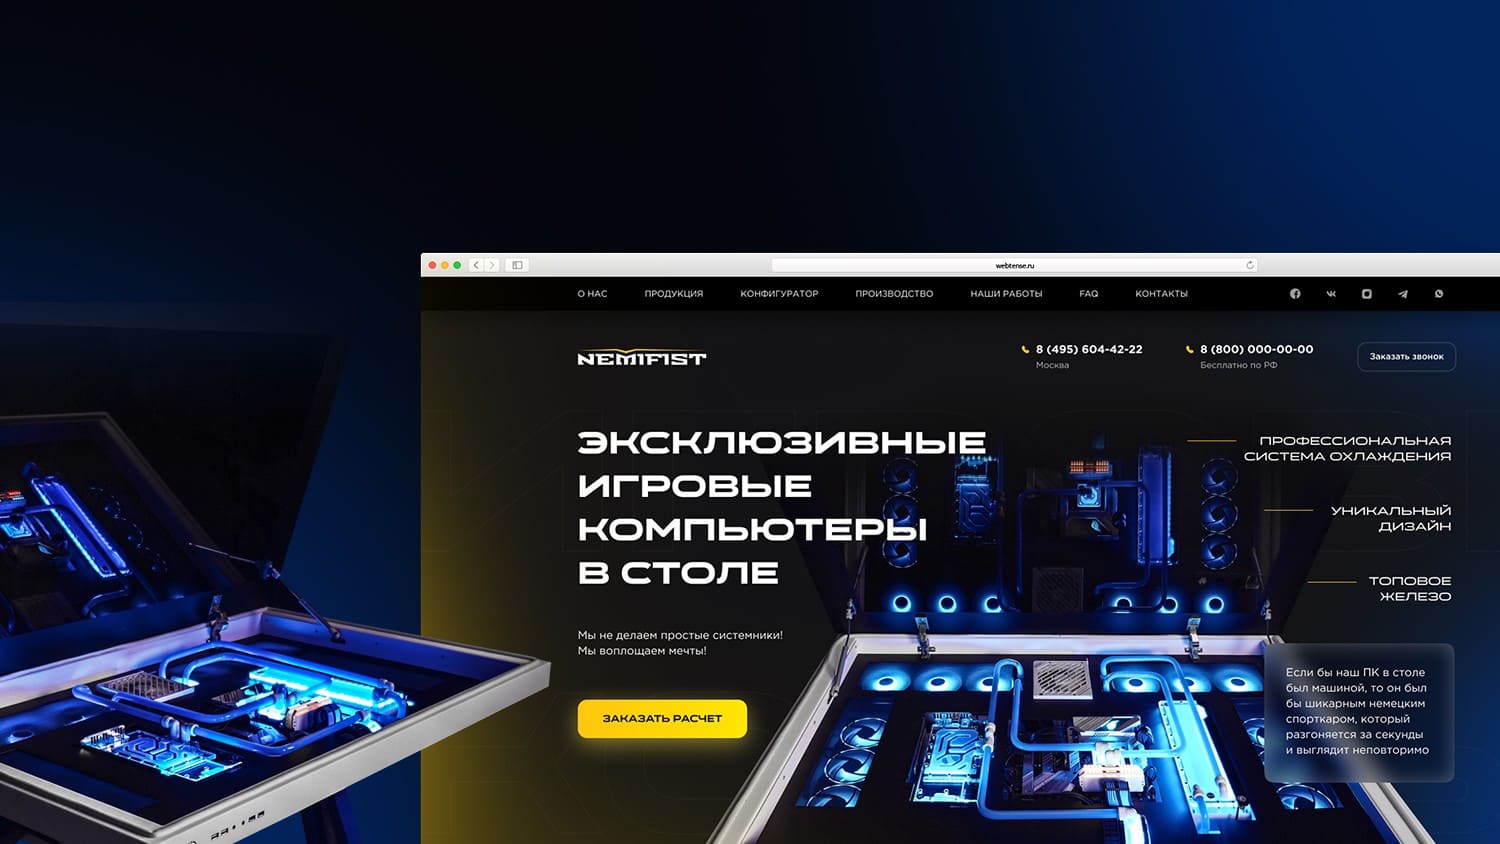 webtense.ru
О НАС ПРОДУКЦИЯ КОНФИГУРАТОР ПРОИЗВОДСТВО НАШИ РАБОТЫ FAQ КОНТАКТЫ
NEMIFIST
8 (495) 604-42-22
Москва
8 (800) 000-00-00
Бесплатно по РФ
Заказать звонок
ЭКСКЛЮЗИВНЫЕ
ИГРОВЫЕ
КОМПЬЮТЕРЫ
В СТОЛЕ
Мы не делаем простые системники!
Мы воплощаем мечты!
ЗАКАЗАТЬ РАСЧЕТ
ПРОФЕССИОНАЛЬНАЯ
СИСТЕМА ОХЛАЖДЕНИЯ
УНИКАЛЬНЫЙ
ДИЗАЙН
ТОПОВОЕ
ЖЕЛЕЗО
Если бы наш ПК в столе
был машиной, то он был
бы шикарным немецким
спорткаром, который
разгоняется за секунды
и выглядит неповторимо